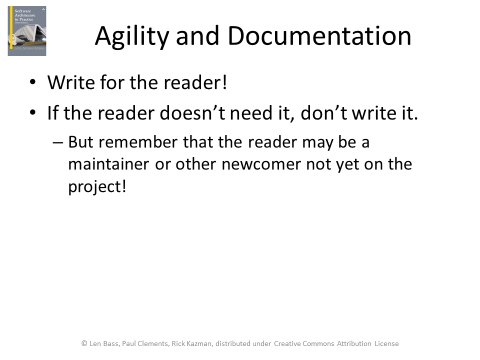 Software
Architecture
in Practice
Agility and Documentation
• Write for the reader!
• If the reader doesn’t need it, don’t write it.
– But remember that the reader may be a
maintainer or other newcomer not yet on the
project!
© Len Bass, Paul Clements, Rick Kazman, distributed under Creative Commons Attribution License